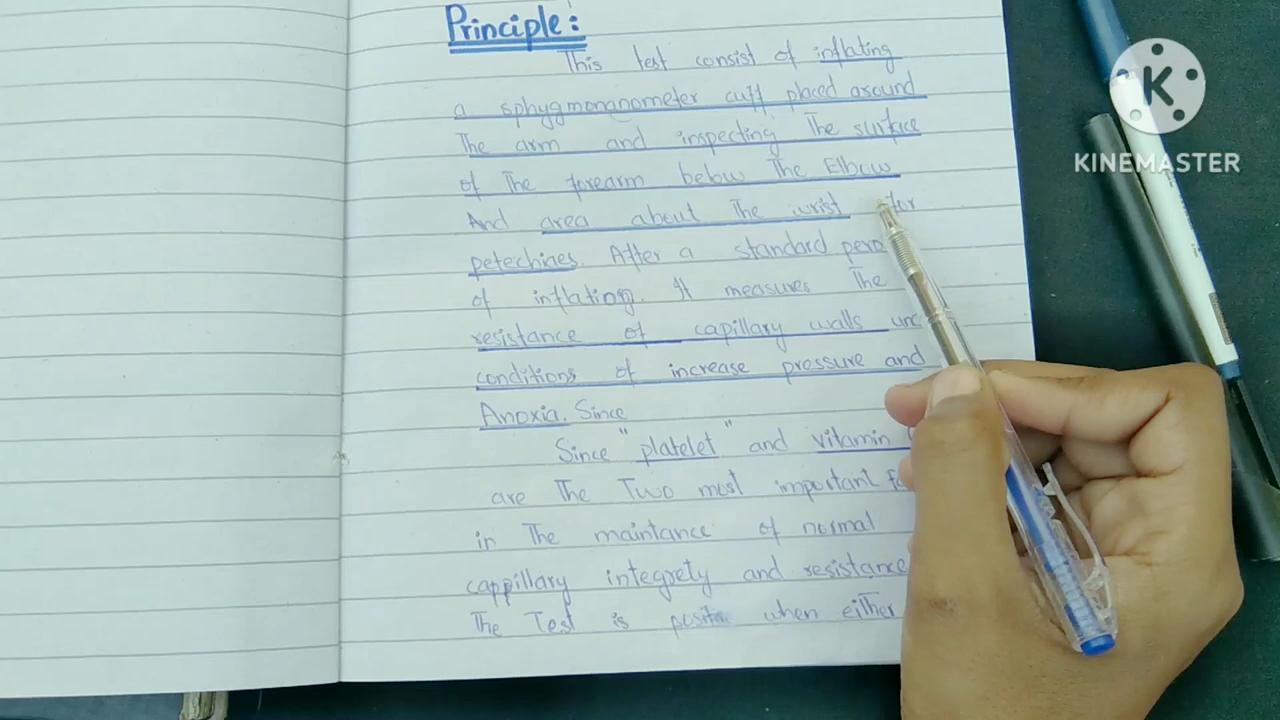 Principle:
This test consist of inflating
a sphygmonanometer cuff placed around
The arm and inspecting The surface
of The forearm below The Elbow
And area about The wrist for
petechiaes. After a standard
of inflating. It measures The
resistance of capillary walls
conditions of increase pressure and
Anoxia. Since
Since "platelet" and vitamin
are The Two most important
in The maintance of normal
cappillary integrety and resistance
The Test is when either
K
KINEMASTER